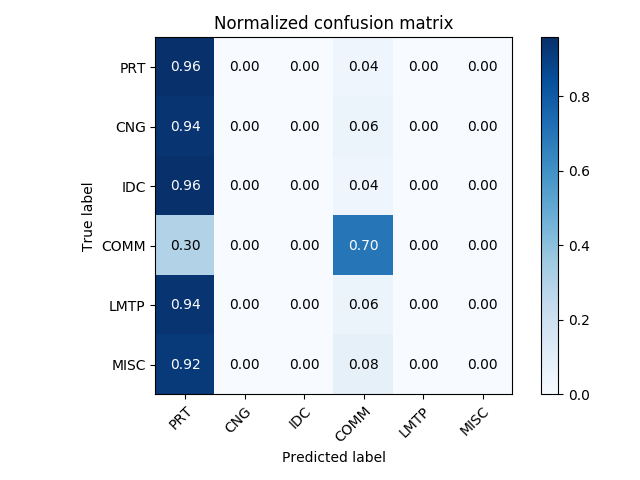 Normalized confusion matrix
PRT 0.96 0.00 0.00 0.04 0.00 0.00
CNG 0.94 0.00 0.00 0.06 0.00 0.00
IDC 0.96 0.00 0.00 0.04 0.00 0.00
COMM 0.30 0.00 0.00 0.70 0.00 0.00
LMTP 0.94 0.00 0.00 0.06 0.00 0.00
MISC 0.92 0.00 0.00 0.08 0.00 0.00
True label
PRT CNG IDC COMM LMTP MISC
Predicted label
0.8
0.6
0.4
0.2
0.0